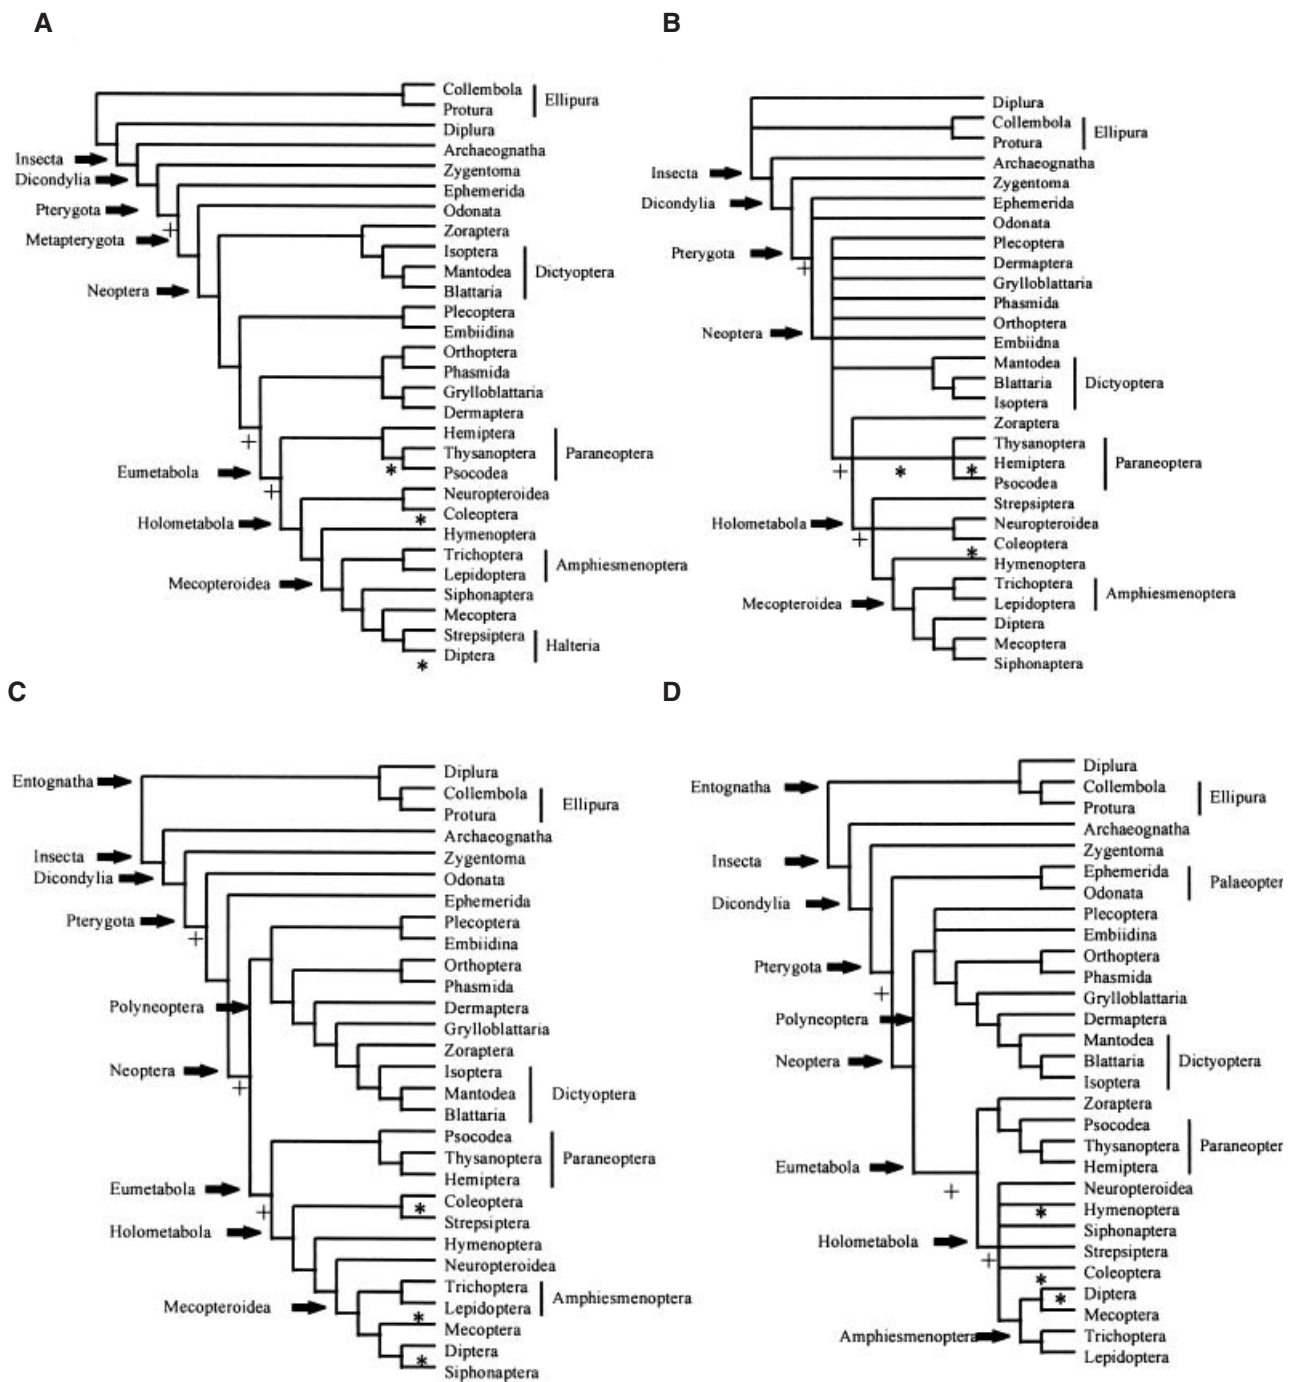 A
Collembola
Protura
Ellipura
Diplura
Archaeognatha
Insecta
Zygentoma
Dicondylia
Ephemerida
Pterygota
Odonata
Metapterygota
+
Zoraptera
Isoptera
Mantodea
Blattaria
Dictyoptera
Neoptera
Plecoptera
Embiidina
Orthoptera
Phasmida
Grylloblattaria
Dermaptera
+
Hemiptera
Thysanoptera
Psocodea
Paraneoptera
*
Eumetabola
+
Neuropteroidea
Coleoptera
*
Holometabola
Hymenoptera
Trichoptera
Lepidoptera
Amphiesmenoptera
Mecopteroidea
Siphonaptera
Mecoptera
Strepsiptera
Diptera
Halteria
*
B
Diplura
Collembola
Protura
Ellipura
Archaeognatha
Insecta
Zygentoma
Dicondylia
Ephemerida
Odonata
Plecoptera
Pterygota
+
Dermaptera
Grylloblattaria
Phasmida
Orthoptera
Neoptera
Embiidna
Mantodea
Blattaria
Isoptera
Dictyoptera
Zoraptera
Thysanoptera
Hemiptera
Psocodea
Paraneoptera
+
*
*
Strepsiptera
Holometabola
Neuropteroidea
Coleoptera
+
*
Hymenoptera
Trichoptera
Lepidoptera
Amphiesmenoptera
Mecopteroidea
Diptera
Mecoptera
Siphonaptera
C
Entognatha
Diplura
Collembola
Protura
Ellipura
Archaeognatha
Insecta
Zygentoma
Dicondylia
Odonata
Ephemerida
Pterygota
+
Plecoptera
Embiidina
Orthoptera
Phasmida
Polyneoptera
Dermaptera
Grylloblattaria
Zoraptera
Neoptera
+
Isoptera
Mantodea
Blattaria
Dictyoptera
Psocodea
Thysanoptera
Hemiptera
Paraneoptera
Eumetabola
+
Coleoptera
*
Strepsiptera
Holometabola
Hymenoptera
Neuropteroidea
Trichoptera
Lepidoptera
Amphiesmenoptera
Mecopteroidea
*
Mecoptera
Diptera
*
Siphonaptera
D
Diplura
Entognatha
Collembola
Protura
Ellipura
Archaeognatha
Insecta
Zygentoma
Ephemerida
Odonata
Palaeopter
Dicondylia
Plecoptera
Embiidina
Orthoptera
Pterygota
Phasmida
+
Grylloblattaria
Polyneoptera
Dermaptera
Mantodea
Blattaria
Isoptera
Dictyoptera
Neoptera
Zoraptera
Psocodea
Thysanoptera
Hemiptera
Paraneopter
Eumetabola
+
Neuropteroidea
Hymenoptera
*
Siphonaptera
Holometabola
Strepsiptera
+
Coleoptera
*
Diptera
*
Mecoptera
Amphiesmenoptera
Trichoptera
Lepidoptera